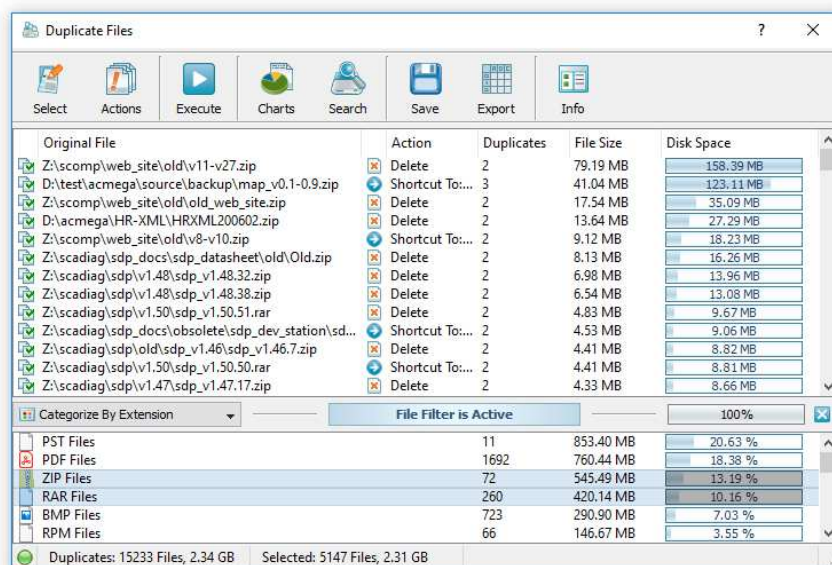 Duplicate Files ?
Select Actions Execute Charts Search Save Export Info
Original File Action Duplicates File Size Disk Space
Z:\scomp\web_site\old\v11-v27.zip Delete 2 79.19 MB 158.39 MB
D:\test\acmega\source\backup\map_v0.1-0.9.zip Shortcut To:... 3 41.04 MB 123.11 MB
Z:\scomp\web_site\old\old_web_site.zip Delete 2 17.54 MB 35.09 MB
D:\acmega\HR-XML\HRXML200602.zip Delete 2 13.64 MB 27.29 MB
Z:\scomp\web_site\old\v8-v10.zip Shortcut To:... 2 9.12 MB 18.23 MB
Z:\scadiag\sdp_docs\sdp_datasheet\old\Old.zip Delete 2 8.13 MB 16.26 MB
Z:\scadiag\sdp\v1.48\sdp_v1.48.32.zip Delete 2 6.98 MB 13.96 MB
Z:\scadiag\sdp\v1.48\sdp_v1.48.38.zip Delete 2 6.54 MB 13.08 MB
Z:\scadiag\sdp\v1.50\sdp_v1.50.51.rar Delete 2 4.83 MB 9.67 MB
Z:\scadiag\sdp_docs\obsolete\sdp_dev_station\sd... Shortcut To:... 2 4.53 MB 9.06 MB
Z:\scadiag\sdp\old\sdp_v1.46\sdp_v1.46.7.zip Delete 2 4.41 MB 8.82 MB
Z:\scadiag\sdp\v1.50\sdp_v1.50.50.rar Shortcut To:... 2 4.41 MB 8.81 MB
Z:\scadiag\sdp\v1.47\sdp_v1.47.17.zip Delete 2 4.33 MB 8.66 MB
Categorize By Extension File Filter is Active 100%
PST Files 11 853.40 MB 20.63 %
PDF Files 1692 760.44 MB 18.38 %
ZIP Files 72 545.49 MB 13.19 %
RAR Files 260 420.14 MB 10.16 %
BMP Files 723 290.90 MB 7.03 %
RPM Files 66 146.67 MB 3.55 %
Duplicates: 15233 Files, 2.34 GB Selected: 5147 Files, 2.31 GB